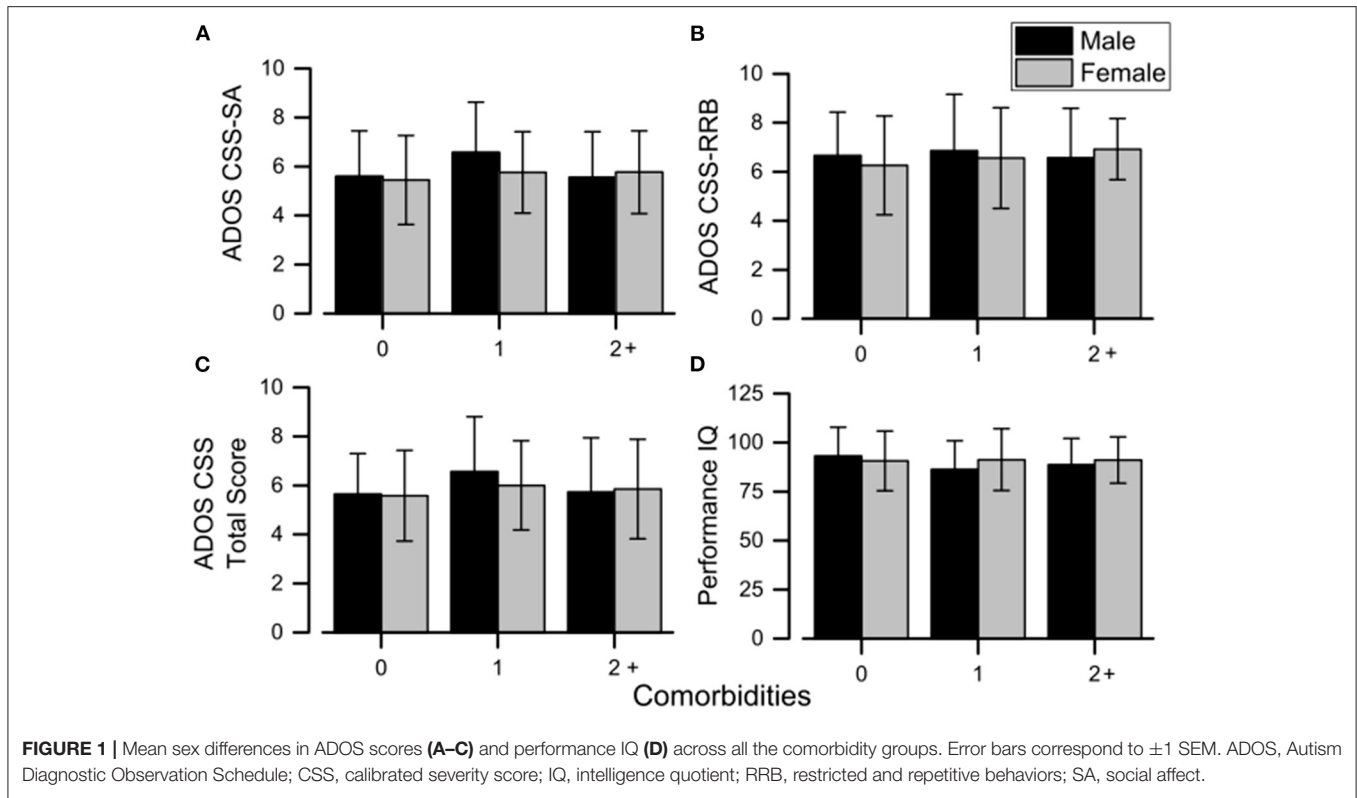 A
10
8
6
4
2
0
ADOS CSS-SA
0 1 2+
B
Male
Female
10
8
6
4
2
0
ADOS CSS-RRB
0 1 2+
C
10
8
6
4
2
0
ADOS CSS
Total Score
0 1 2+
D
125
100
75
50
25
0
Performance IQ
0 1 2+
Comorbidities
FIGURE 1 | Mean sex differences in ADOS scores (A–C) and performance IQ (D) across all the comorbidity groups. Error bars correspond to ±1 SEM. ADOS, Autism
Diagnostic Observation Schedule; CSS, calibrated severity score; IQ, intelligence quotient; RRB, restricted and repetitive behaviors; SA, social affect.